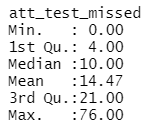 att_test_missed
Min.   : 0.00
1st Qu.: 4.00
Median :10.00
Mean   :14.47
3rd Qu.:21.00
Max.   :76.00